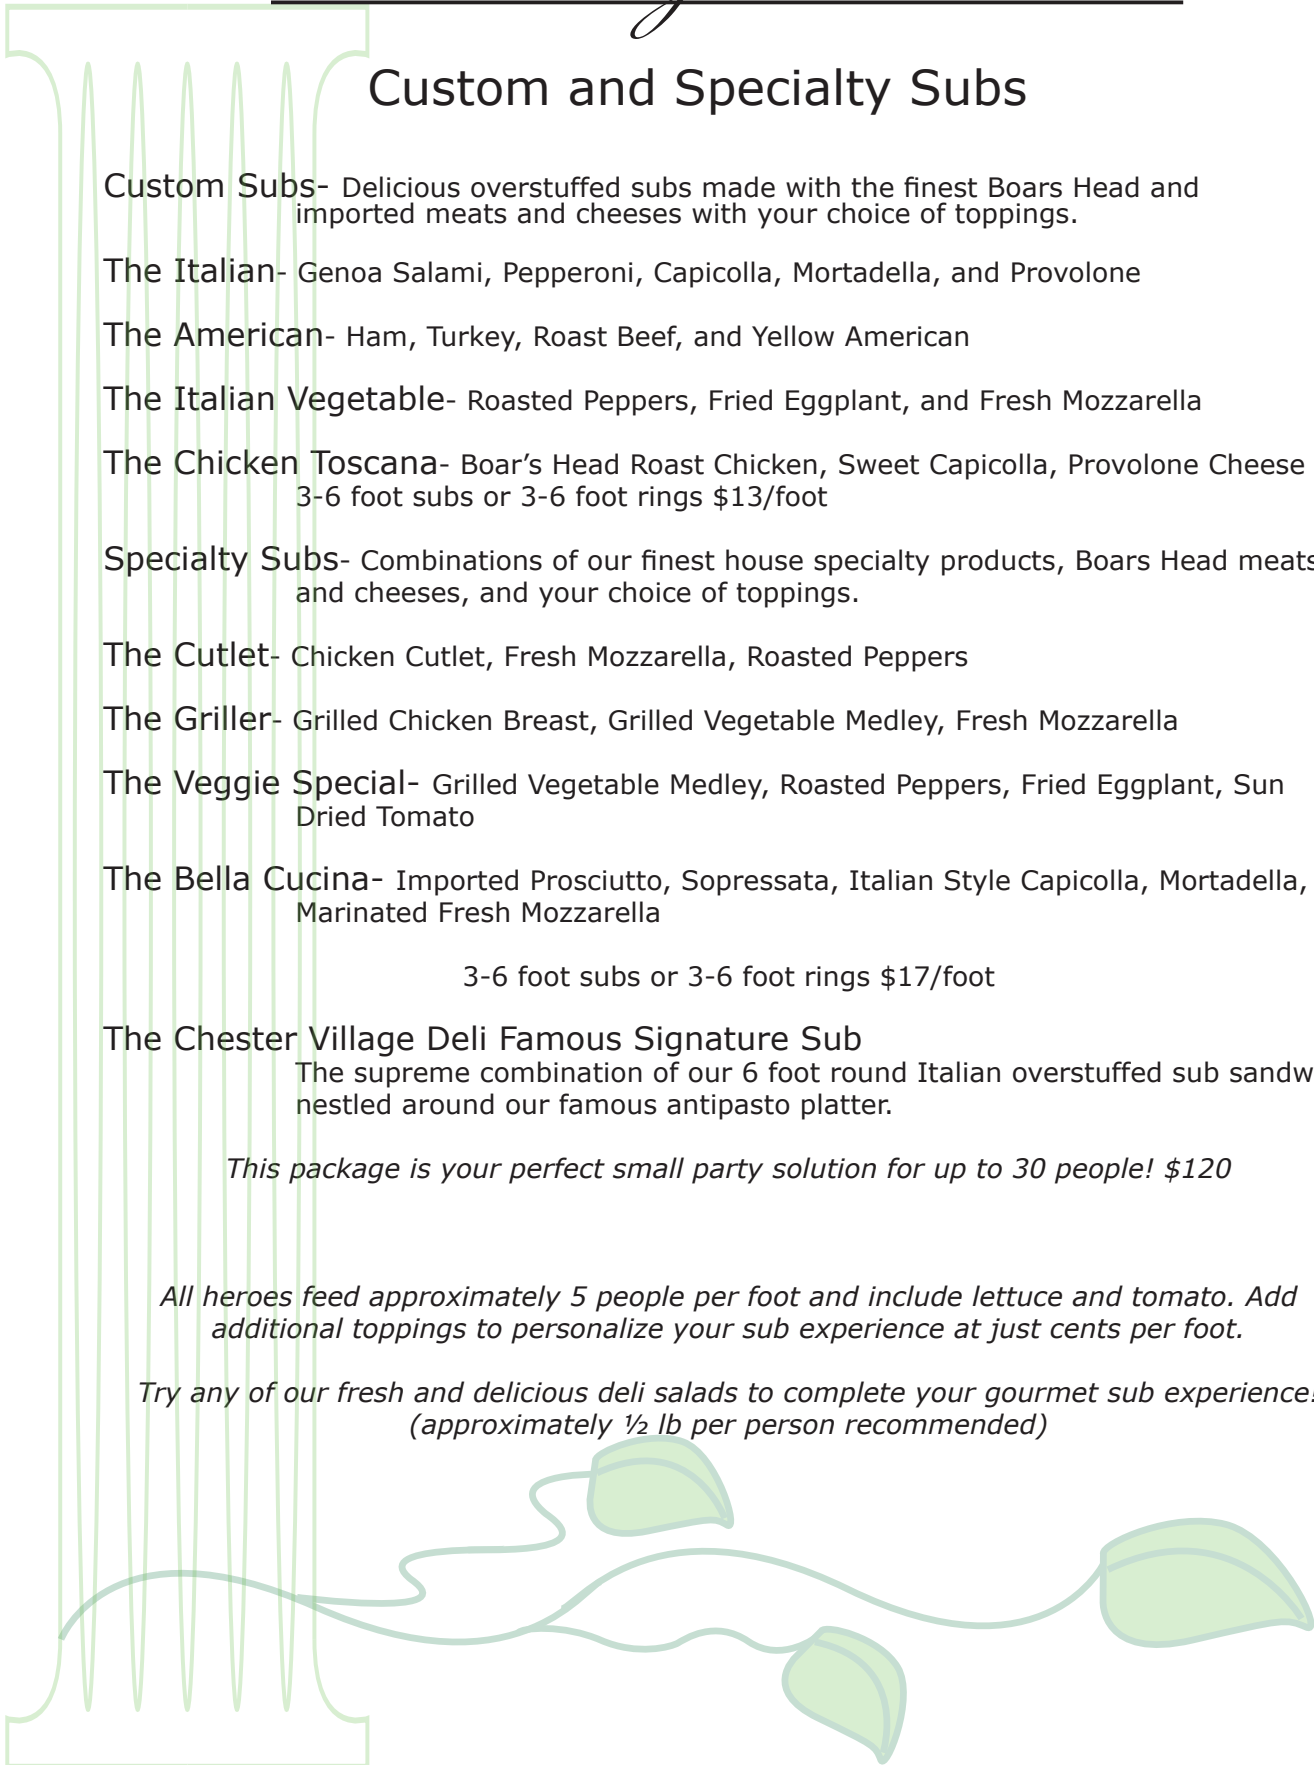 Custom and Specialty Subs
Custom Subs- Delicious overstuffed subs made with the finest Boars Head and
imported meats and cheeses with your choice of toppings.
The Italian- Genoa Salami, Pepperoni, Capicolla, Mortadella, and Provolone
The American- Ham, Turkey, Roast Beef, and Yellow American
The Italian Vegetable- Roasted Peppers, Fried Eggplant, and Fresh Mozzarella
The Chicken Toscana- Boar’s Head Roast Chicken, Sweet Capicolla, Provolone Cheese
3-6 foot subs or 3-6 foot rings $13/foot
Specialty Subs- Combinations of our finest house specialty products, Boars Head meats
and cheeses, and your choice of toppings.
The Cutlet- Chicken Cutlet, Fresh Mozzarella, Roasted Peppers
The Griller- Grilled Chicken Breast, Grilled Vegetable Medley, Fresh Mozzarella
The Veggie Special- Grilled Vegetable Medley, Roasted Peppers, Fried Eggplant, Sun
Dried Tomato
The Bella Cucina- Imported Prosciutto, Sopressata, Italian Style Capicolla, Mortadella,
Marinated Fresh Mozzarella
3-6 foot subs or 3-6 foot rings $17/foot
The Chester Village Deli Famous Signature Sub
The supreme combination of our 6 foot round Italian overstuffed sub sandw
nestled around our famous antipasto platter.
This package is your perfect small party solution for up to 30 people! $120
All heroes feed approximately 5 people per foot and include lettuce and tomato. Add
additional toppings to personalize your sub experience at just cents per foot.
Try any of our fresh and delicious deli salads to complete your gourmet sub experience!
(approximately ½ lb per person recommended)